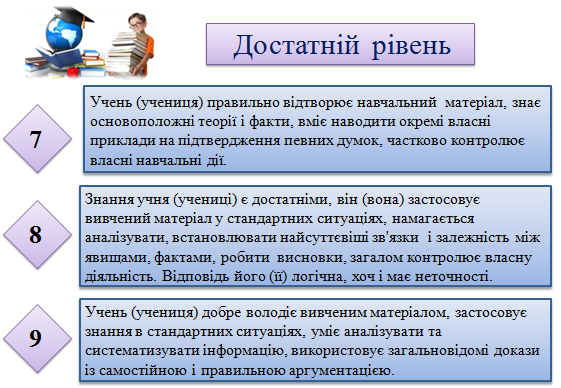 Достатній рівень
7
Учень (учениця) правильно відтворює навчальний матеріал, знає
основоположні теорії і факти, вміє наводити окремі власні
приклади на підтвердження певних думок, частково контролює
власні навчальні дії.
8
Знання учня (учениці) є достатніми, він (вона) застосовує
вивчений матеріал у стандартних ситуаціях, намагається
аналізувати, встановлювати найсуттєвіші зв'язки і залежність між
явищами, фактами, робити висновки, загалом контролює власну
діяльність. Відповідь його (її) логічна, хоч і має неточності.
9
Учень (учениця) добре володіє вивченим матеріалом, застосовує
знання в стандартних ситуаціях, уміє аналізувати та
систематизувати інформацію, використовує загальновідомі докази
із самостійною і правильною аргументацією.